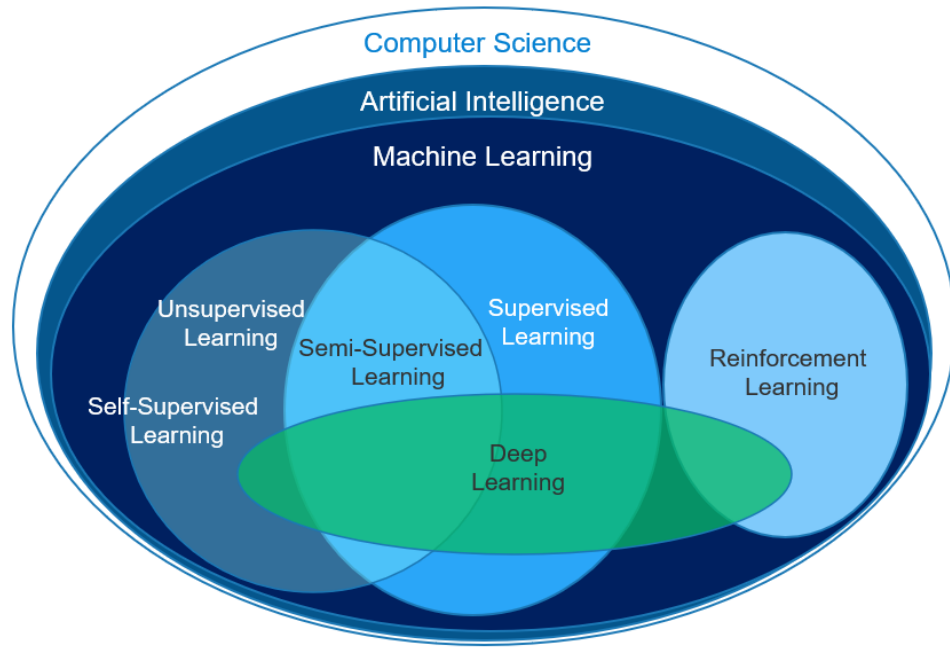 Computer Science
Artificial Intelligence
Machine Learning
Unsupervised
Learning
Supervised
Learning
Semi-Supervised
Learning
Reinforcement
Learning
Self-Supervised
Learning
Deep
Learning